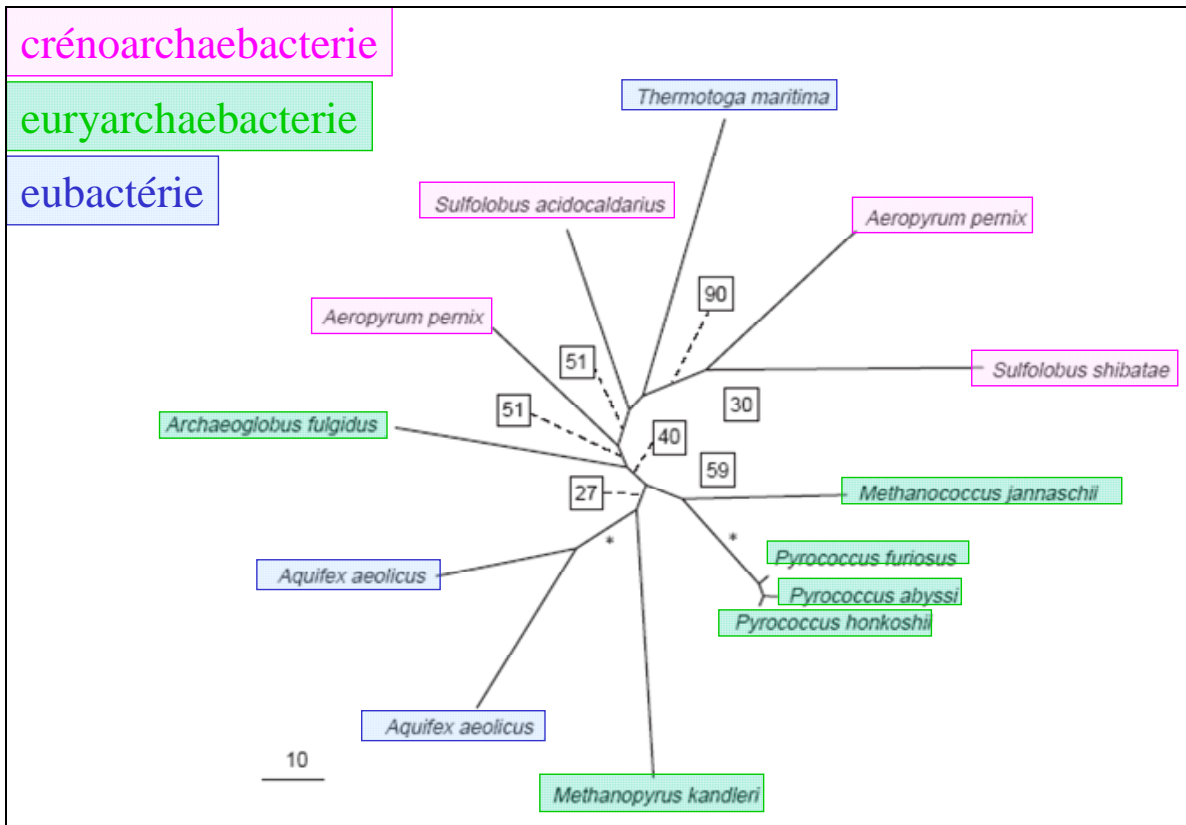 crénoarchaebacterie
euryarchaebacterie
eubactérie
Thermotoga maritima
Sulfolobus acidocaldarius
Aeropyrum pernix
90
Aeropyrum pernix
51
Sulfolobus shibatae
30
51
Archaeoglobus fulgidus
40
59
27
Methanococcus jannaschii
*
*
Pyrococcus furiosus
Aquifex aeolicus
Pyrococcus abyssi
Pyrococcus honkoshii
Aquifex aeolicus
10
Methanopyrus kandleri